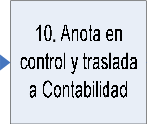 10. Anota en
control y traslada
a Contabilidad